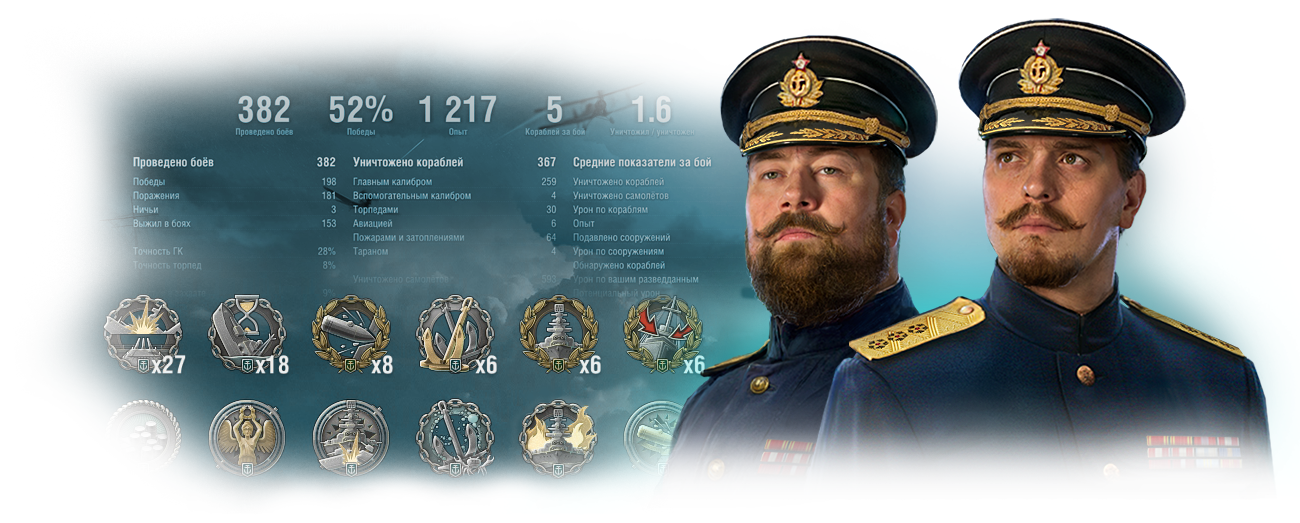 382 52% 1 217 5 1.6
Проведено боёв Победы Опыт Кораблей за бой Уничтожил / уничтожен
Проведено боёв 382 Уничтожено кораблей 367 Средние показатели за бой
Победы 198 Главным калибром 259 Уничтожено кораблей
Поражения 181 Вспомогательным калибром 4 Уничтожено самолётов
Ничьи 3 Торпедами 30 Урон по кораблям
Выжил в боях 153 Авиацией 6 Опыт
Пожарами и затоплениями 64 Подавлено сооружений
Точность ГК 28% Тараном 4 Урон по сооружениям
Точность торпед 8% Обнаружено кораблей
Уничтожено самолётов 393 Урон по вашим разведданным
Потенциальный урон
x27 x18 x8 x6 x6 x6